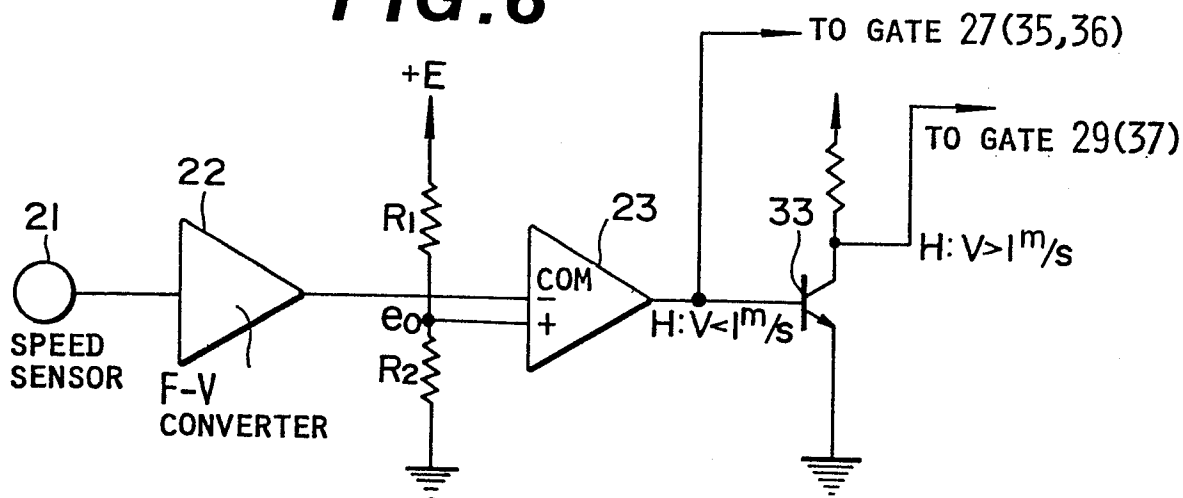 FIG.6
TO GATE 27(35,36)
+E
TO GATE 29(37)
22
21
R1
23
33
COM
H: V>1m/s
−
eo
+
H: V<1m/s
SPEED
SENSOR
R2
F-V
CONVERTER